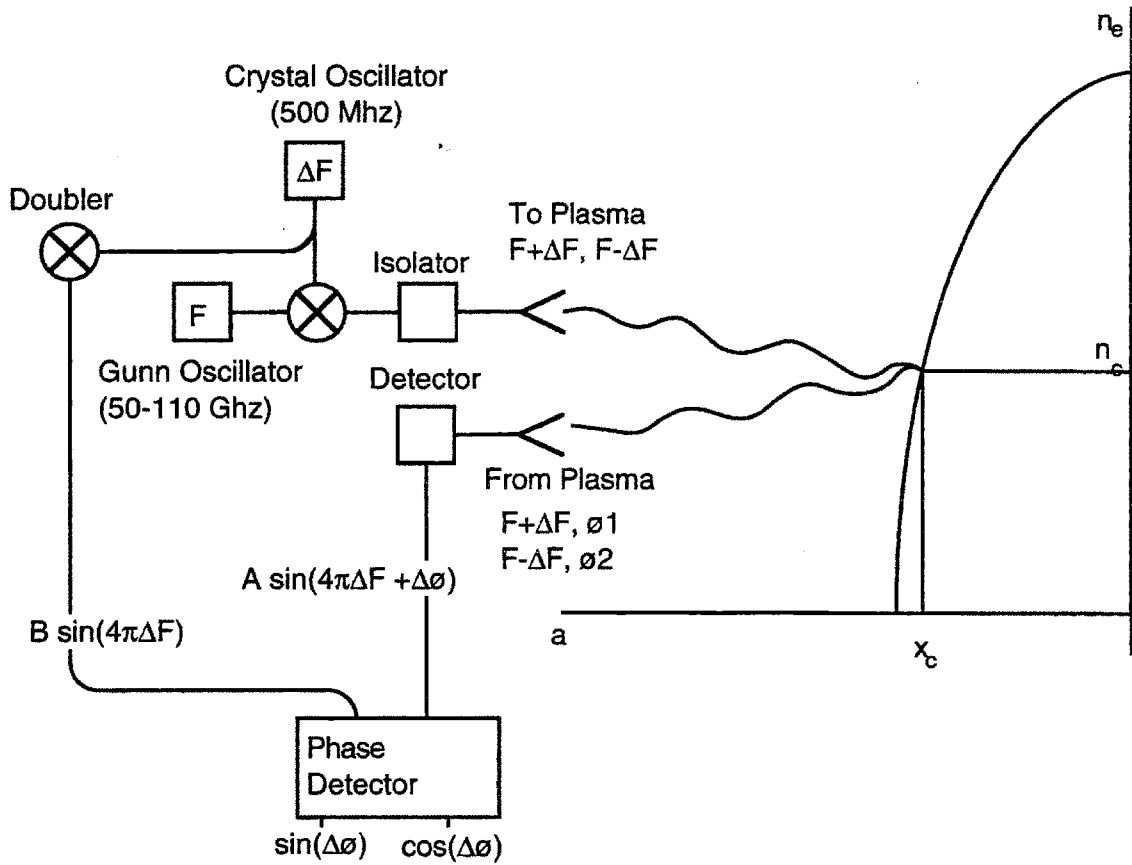 n_e
Crystal Oscillator
(500 Mhz)
ΔF
Doubler
To Plasma
F+ΔF, F-ΔF
Isolator
F
Gunn Oscillator
(50-110 Ghz)
Detector
n_c
From Plasma
F+ΔF, ø1
F-ΔF, ø2
A sin(4πΔF +Δø)
B sin(4πΔF)
a
x_c
Phase
Detector
sin(Δø)
cos(Δø)